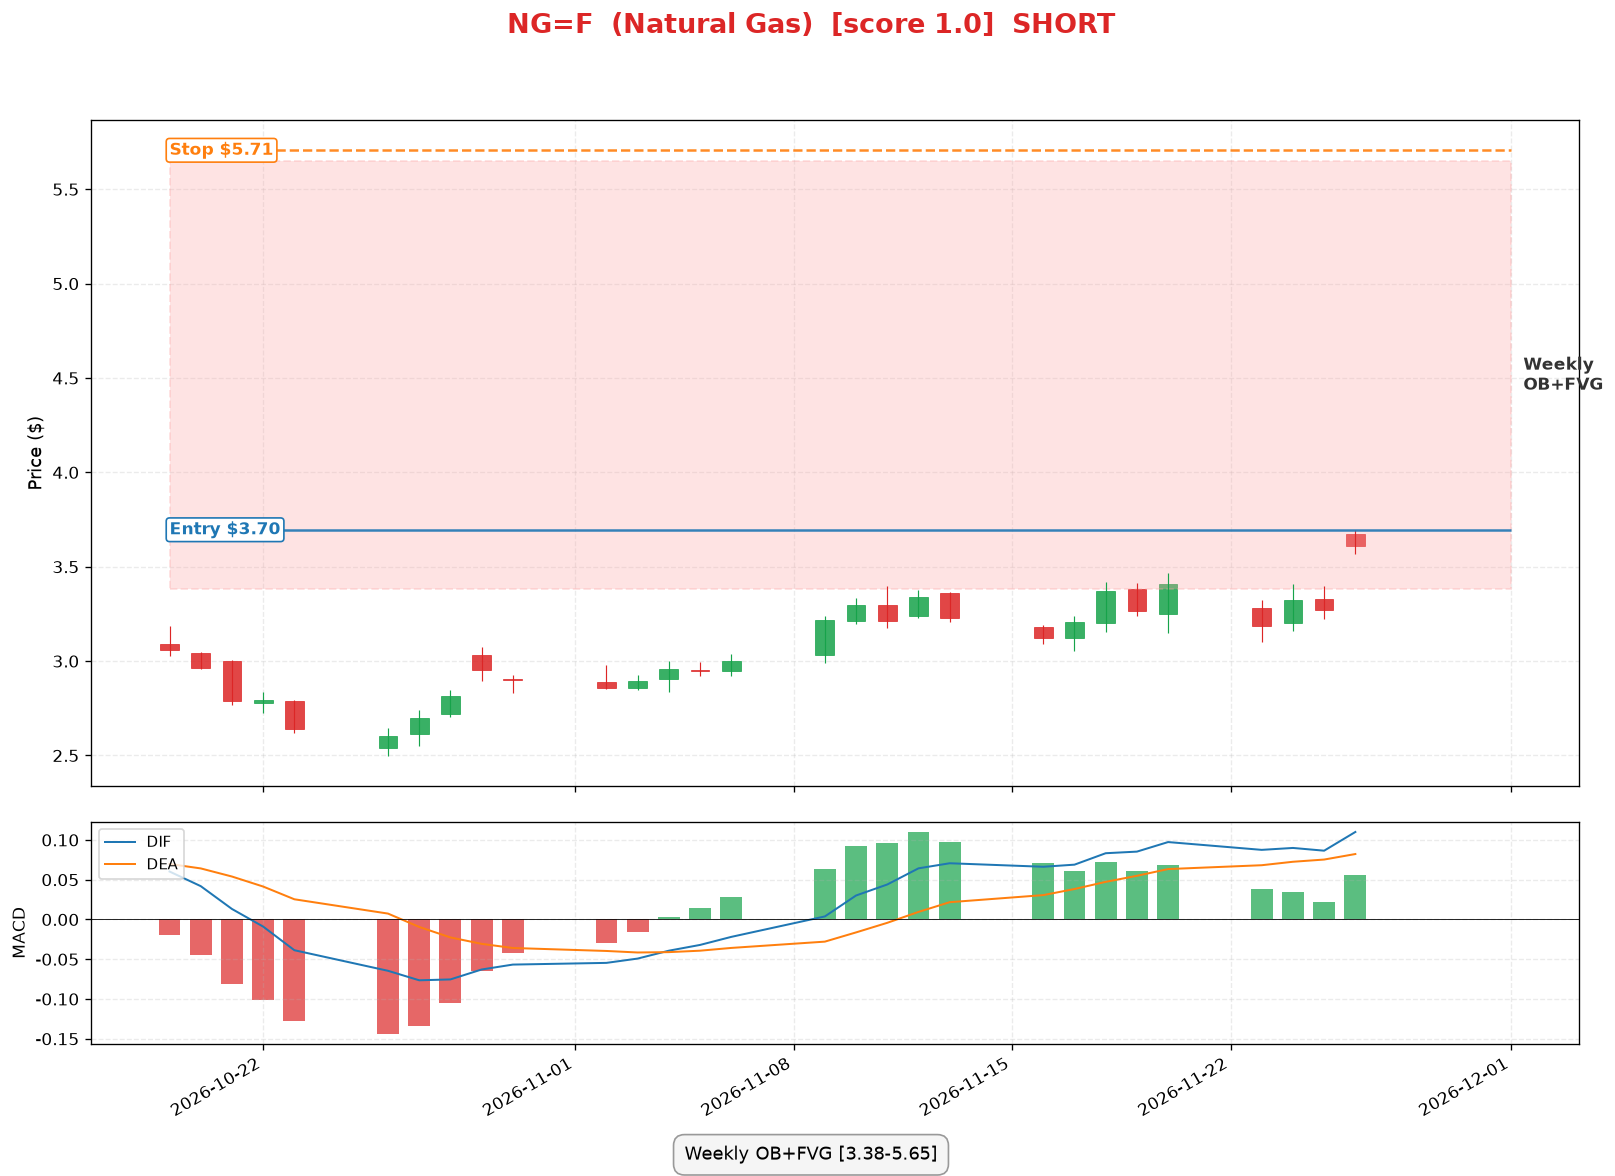 NG=F (Natural Gas) [score 1.0] SHORT
Stop $5.71
5.5
5.0
4.5
4.0
3.5
3.0
2.5
Price ($)
Entry $3.70
Weekly
OB+FVG
DIF
DEA
0.10
0.05
0.00
-0.05
-0.10
-0.15
MACD
2026-10-22
2026-11-01
2026-11-08
2026-11-15
2026-11-22
2026-12-01
Weekly OB+FVG [3.38-5.65]